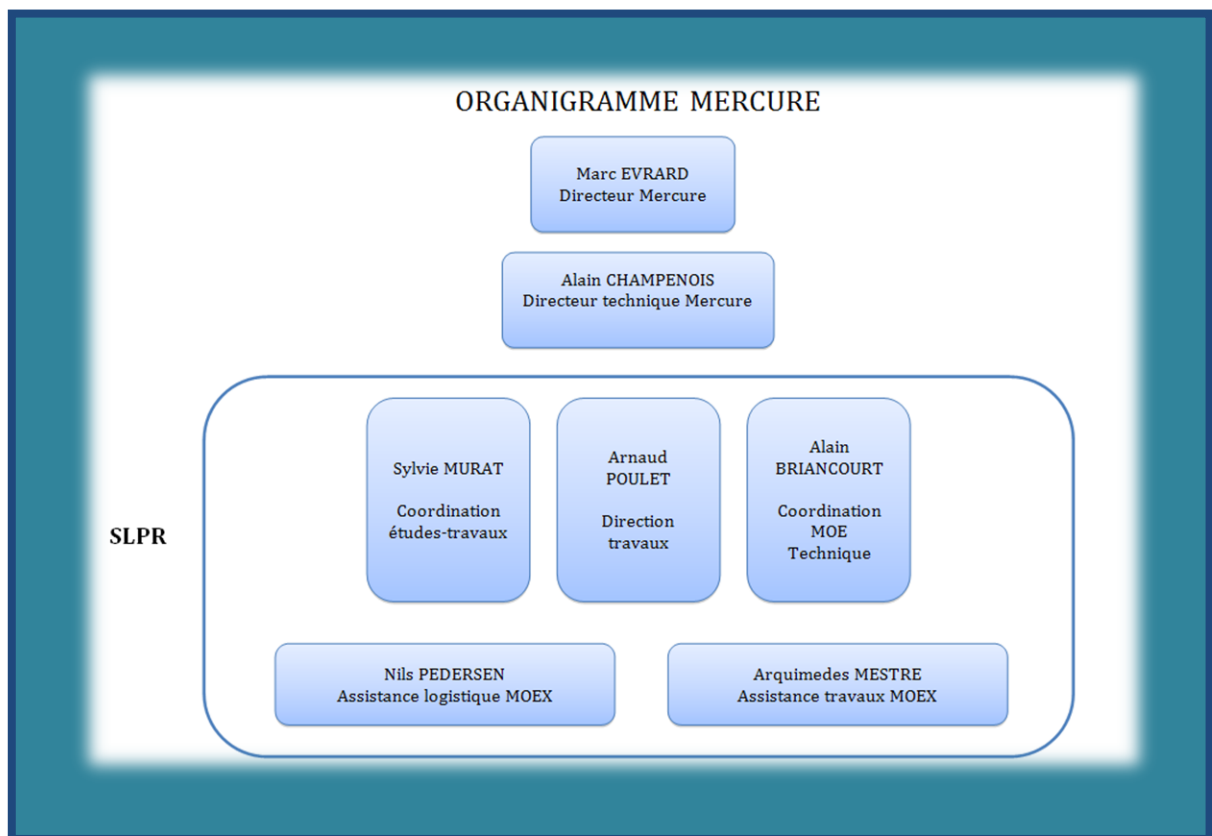 ORGANIGRAMME MERCURE
Marc EVRARD
Directeur Mercure
Alain CHAMPENOIS
Directeur technique Mercure
SLPR
Sylvie MURAT
Coordination
études-travaux
Arnaud
POULET
Direction
travaux
Alain
BRIANCOURT
Coordination
MOE
Technique
Nils PEDERSEN
Assistance logistique MOEX
Arquimedes MESTRE
Assistance travaux MOEX